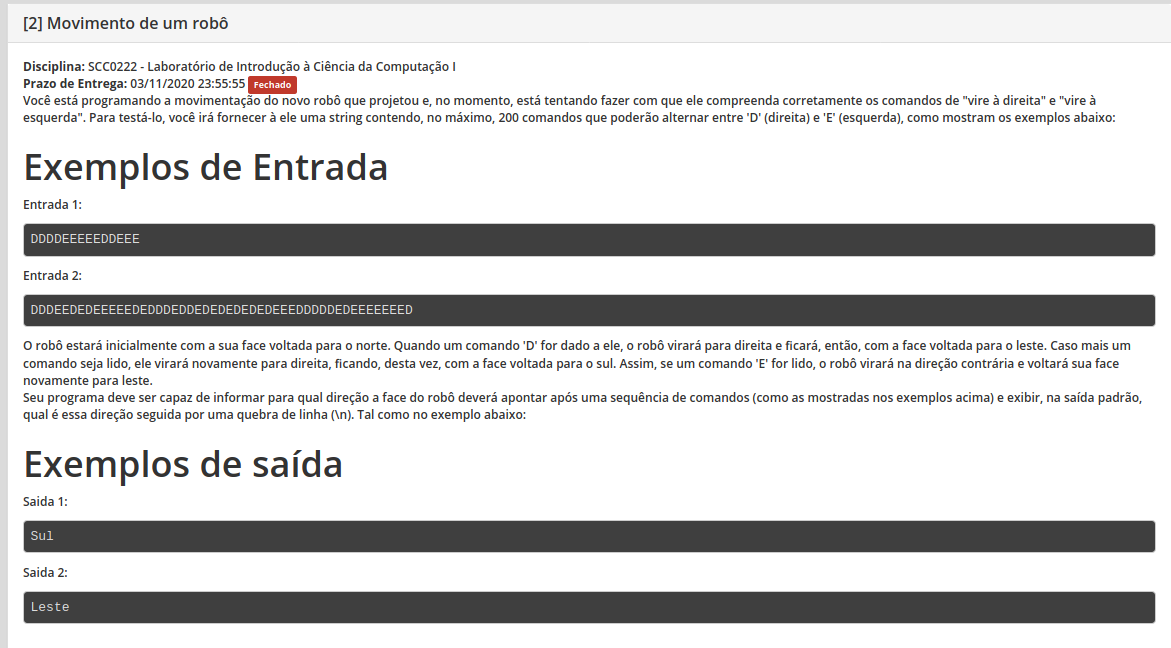 [2] Movimento de um robô
Disciplina: SCC0222 - Laboratório de Introdução à Ciência da Computação I
Prazo de Entrega: 03/11/2020 23:55:55 Fechado
Você está programando a movimentação do novo robô que projetou e, no momento, está tentando fazer com que ele compreenda corretamente os comandos de "vire à direita" e "vire à
esquerda". Para testá-lo, você irá fornecer à ele uma string contendo, no máximo, 200 comandos que poderão alternar entre 'D' (direita) e 'E' (esquerda), como mostram os exemplos abaixo:
Exemplos de Entrada
Entrada 1:
DDDDEEEEEDDEEE
Entrada 2:
DDDEEDEDEEEEEDEDDDEDDEDEDEDEDEDEEEDDDDDEDEEEEEEED
O robô estará inicialmente com a sua face voltada para o norte. Quando um comando 'D' for dado a ele, o robô virará para direita e ficará, então, com a face voltada para o leste. Caso mais um
comando seja lido, ele virará novamente para direita, ficando, desta vez, com a face voltada para o sul. Assim, se um comando 'E' for lido, o robô virará na direção contrária e voltará sua face
novamente para leste.
Seu programa deve ser capaz de informar para qual direção a face do robô deverá apontar após uma sequência de comandos (como as mostradas nos exemplos acima) e exibir, na saída padrão,
qual é essa direção seguida por uma quebra de linha (\n). Tal como no exemplo abaixo:
Exemplos de saída
Saida 1:
Sul
Saida 2:
Leste